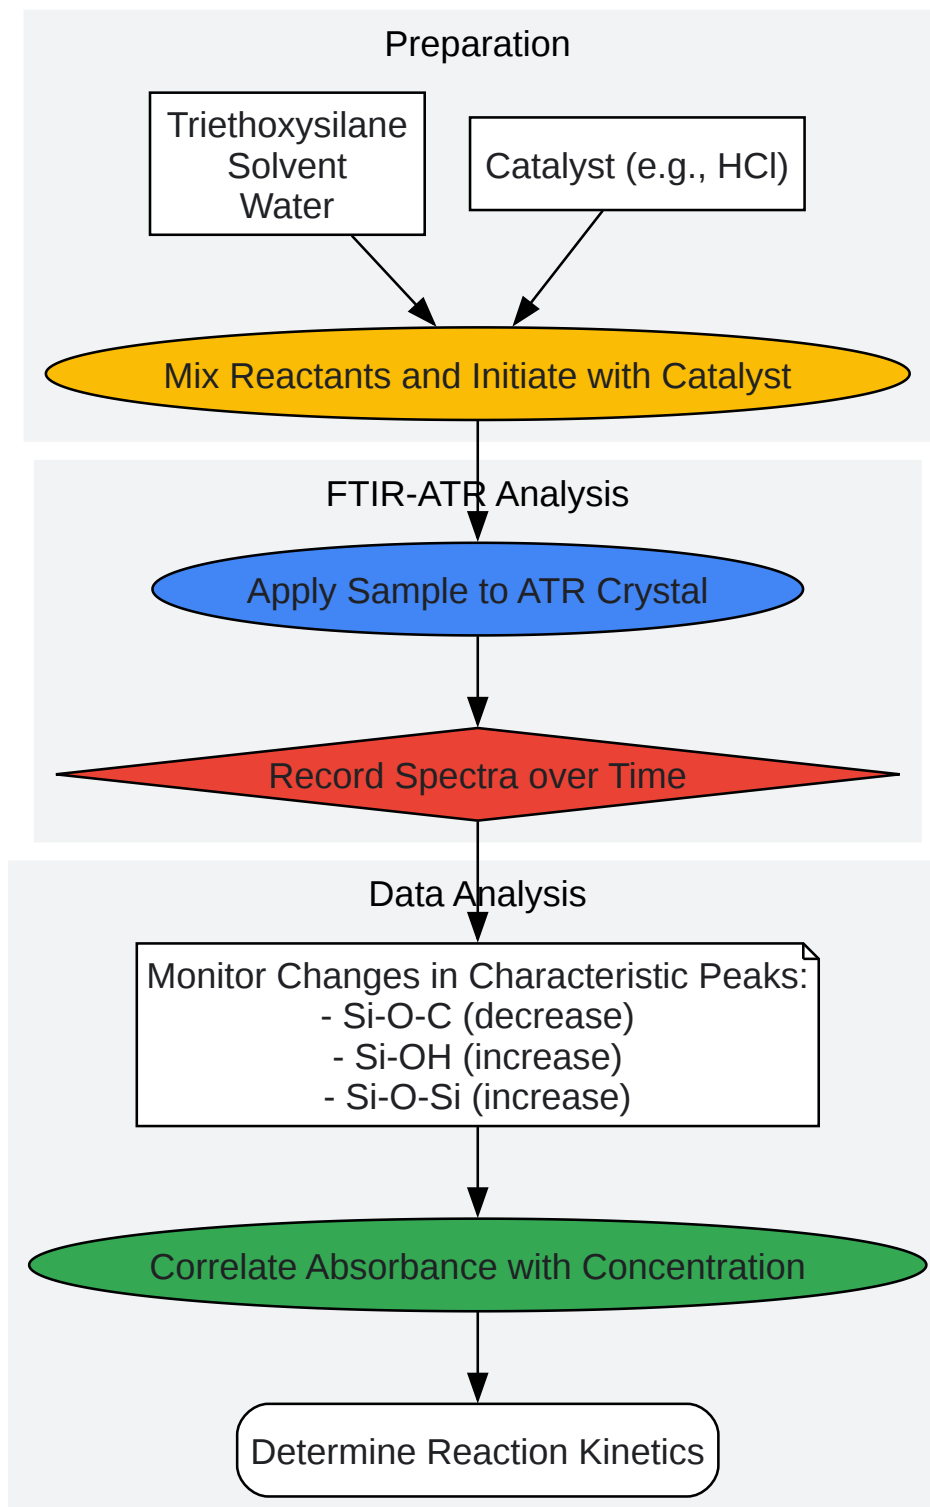 Preparation
Triethoxysilane
Solvent
Water
Catalyst (e.g., HCl)
Mix Reactants and Initiate with Catalyst
FTIR-ATR Analysis
Apply Sample to ATR Crystal
Record Spectra over Time
Data Analysis
Monitor Changes in Characteristic Peaks:
- Si-O-C (decrease)
- Si-OH (increase)
- Si-O-Si (increase)
Correlate Absorbance with Concentration
Determine Reaction Kinetics